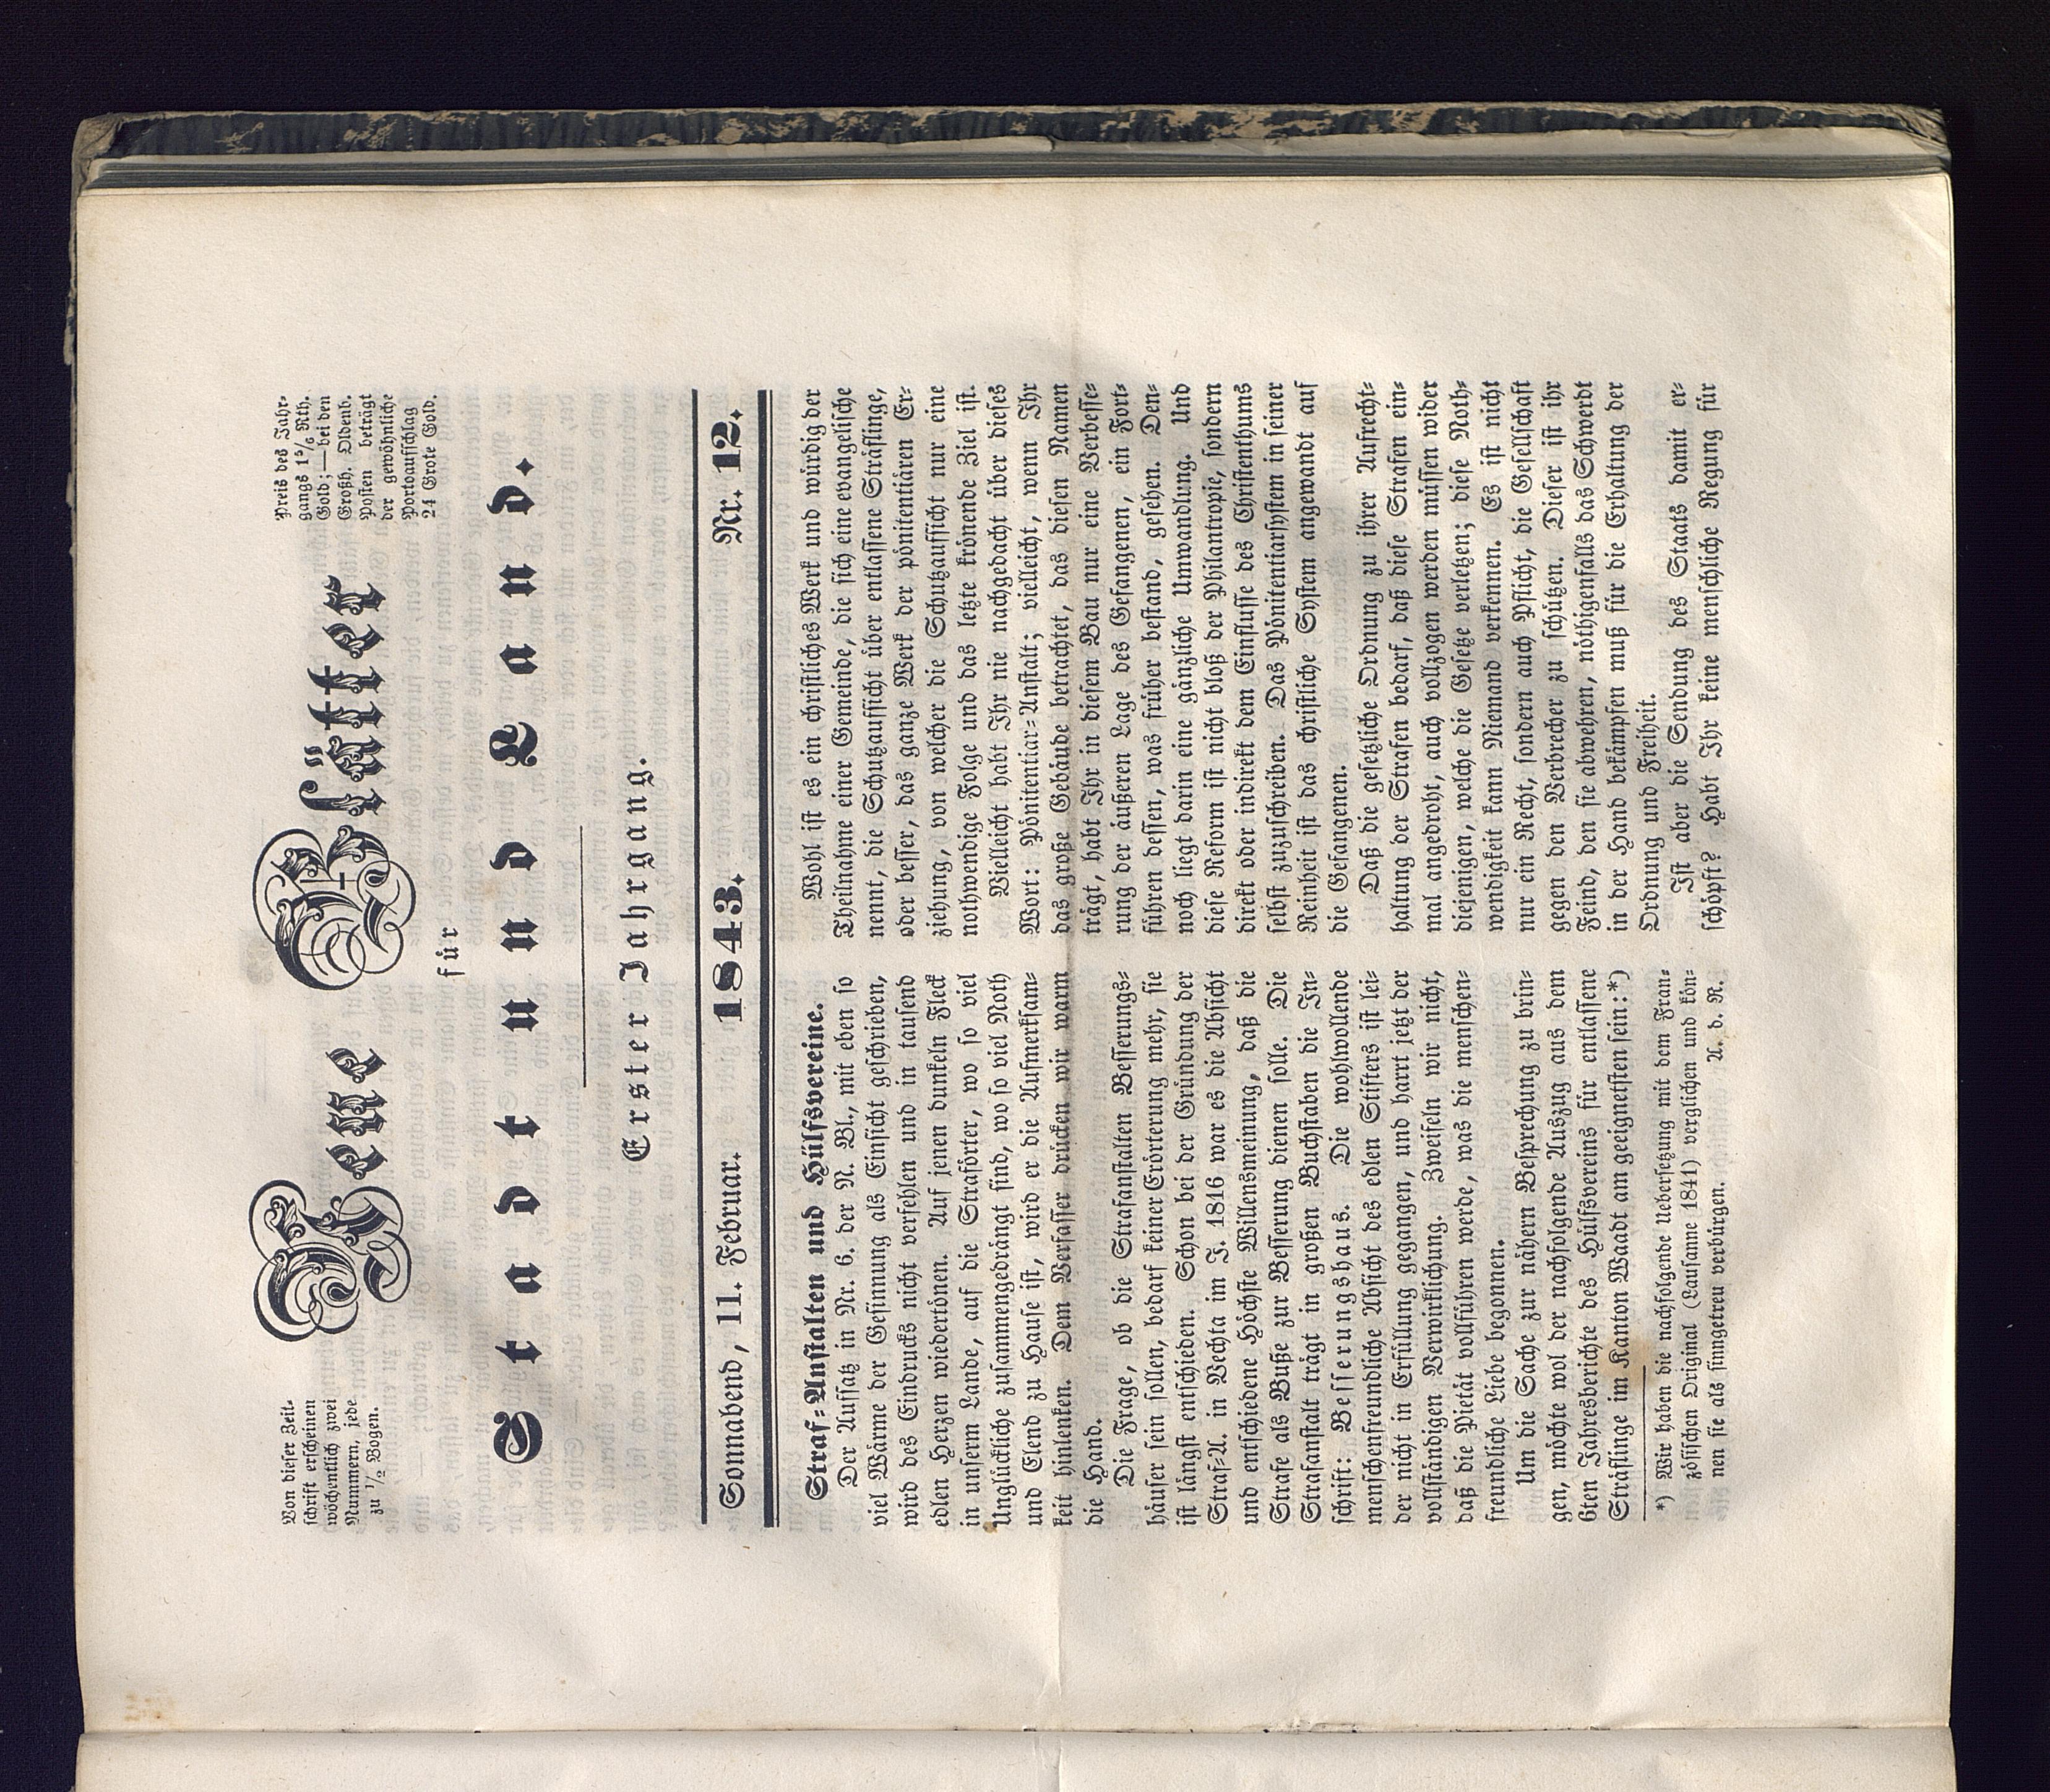 Von dieser Zeit-
schrift erscheinen
wöchentlich zwei
Nummern, jede
zu 1/2 Bogen.
Neue Blätter
für
Stadt und Land.
Erster Jahrgang.
Preis des Jahr-
gangs 1 5/6 Rth.
Gold; — bei den
Großh. Oldenb.
Posten beträgt
der gewöhnliche
Portoaufschlag
24 Grote Gold.
Sonnabend, 11. Februar. 1843. Nr. 12.
Straf-Anstalten und Hülfsvereine.
Der Aufsatz in Nr. 6. der N. Bl., mit eben so
viel Wärme der Gesinnung als Einsicht geschrieben,
wird des Eindrucks nicht verfehlen und in tausend
edlen Herzen wiedertönen. Auf jenen dunkeln Fleck
in unserm Lande, auf die Straförter, wo so viel
Unglückliche zusammengedrängt sind, wo so viel Noth
und Elend zu Hause ist, wird er die Aufmerksam-
keit hinlenken. Dem Verfasser drücken wir warm
die Hand.
Die Frage, ob die Strafanstalten Besserungs-
häuser sein sollen, bedarf keiner Erörterung mehr, sie
ist längst entschieden. Schon bei der Gründung der
Straf-A. in Vechta im J. 1816 war es die Absicht
und entschiedene Höchste Willensmeinung, daß die
Strafe als Buße zur Besserung dienen solle. Die
Strafanstalt trägt in großen Buchstaben die In-
schrift: Besserungshaus. Die wohlwollende
menschenfreundliche Absicht des edlen Stifters ist lei-
der nicht in Erfüllung gegangen, und harrt jetzt der
vollständigen Verwirklichung. Zweifeln wir nicht,
daß die Pietät vollführen werde, was die menschen-
freundliche Liebe begonnen.
Um die Sache zur nähern Besprechung zu brin-
gen, möchte wol der nachfolgende Auszug aus dem
6ten Jahresberichte des Hülfsvereins für entlassene
Sträflinge im Kanton Waadt am geeignetsten sein:*)
*) Wir haben die nachfolgende Uebersetzung mit dem Fran-
zösischen Original (Lausanne 1841) verglichen und kön-
nen sie als sinngetreu verbürgen. A. d. R.
Wohl ist es ein christliches Werk und würdig der
Theilnahme einer Gemeinde, die sich eine evangelische
nennt, die Schutzaufsicht über entlassene Sträflinge,
oder besser, das ganze Werk der pönitentiären Er-
ziehung, von welcher die Schutzaufsicht nur eine
nothwendige Folge und das letzte krönende Ziel ist.
Vielleicht habt Ihr nie nachgedacht über dieses
Wort: Pönitentiar-Anstalt; vielleicht, wenn Ihr
das große Gebäude betrachtet, das diesen Namen
trägt, habt Ihr in diesem Bau nur eine Verbesse-
rung der äußeren Lage des Gefangenen, ein Fort-
führen dessen, was früher bestand, gesehen. Den-
noch liegt darin eine gänzliche Umwandlung. Und
diese Reform ist nicht bloß der Philantropie, sondern
direkt oder indirekt dem Einflusse des Christenthums
selbst zuzuschreiben. Das Pönitentiarsystem in seiner
Reinheit ist das christliche System angewandt auf
die Gefangenen.
Daß die gesetzliche Ordnung zu ihrer Aufrecht-
haltung der Strafen bedarf, daß diese Strafen ein-
mal angedroht, auch vollzogen werden müssen wider
diejenigen, welche die Gesetze verletzen; diese Noth-
wendigkeit kann Niemand verkennen. Es ist nicht
nur ein Recht, sondern auch Pflicht, die Gesellschaft
gegen den Verbrecher zu schützen. Dieser ist ihr
Feind, den sie abwehren, nöthigenfalls das Schwerdt
in der Hand bekämpfen muß für die Erhaltung der
Ordnung und Freiheit.
Ist aber die Sendung des Staats damit er-
schöpft? Habt Ihr keine menschliche Regung für